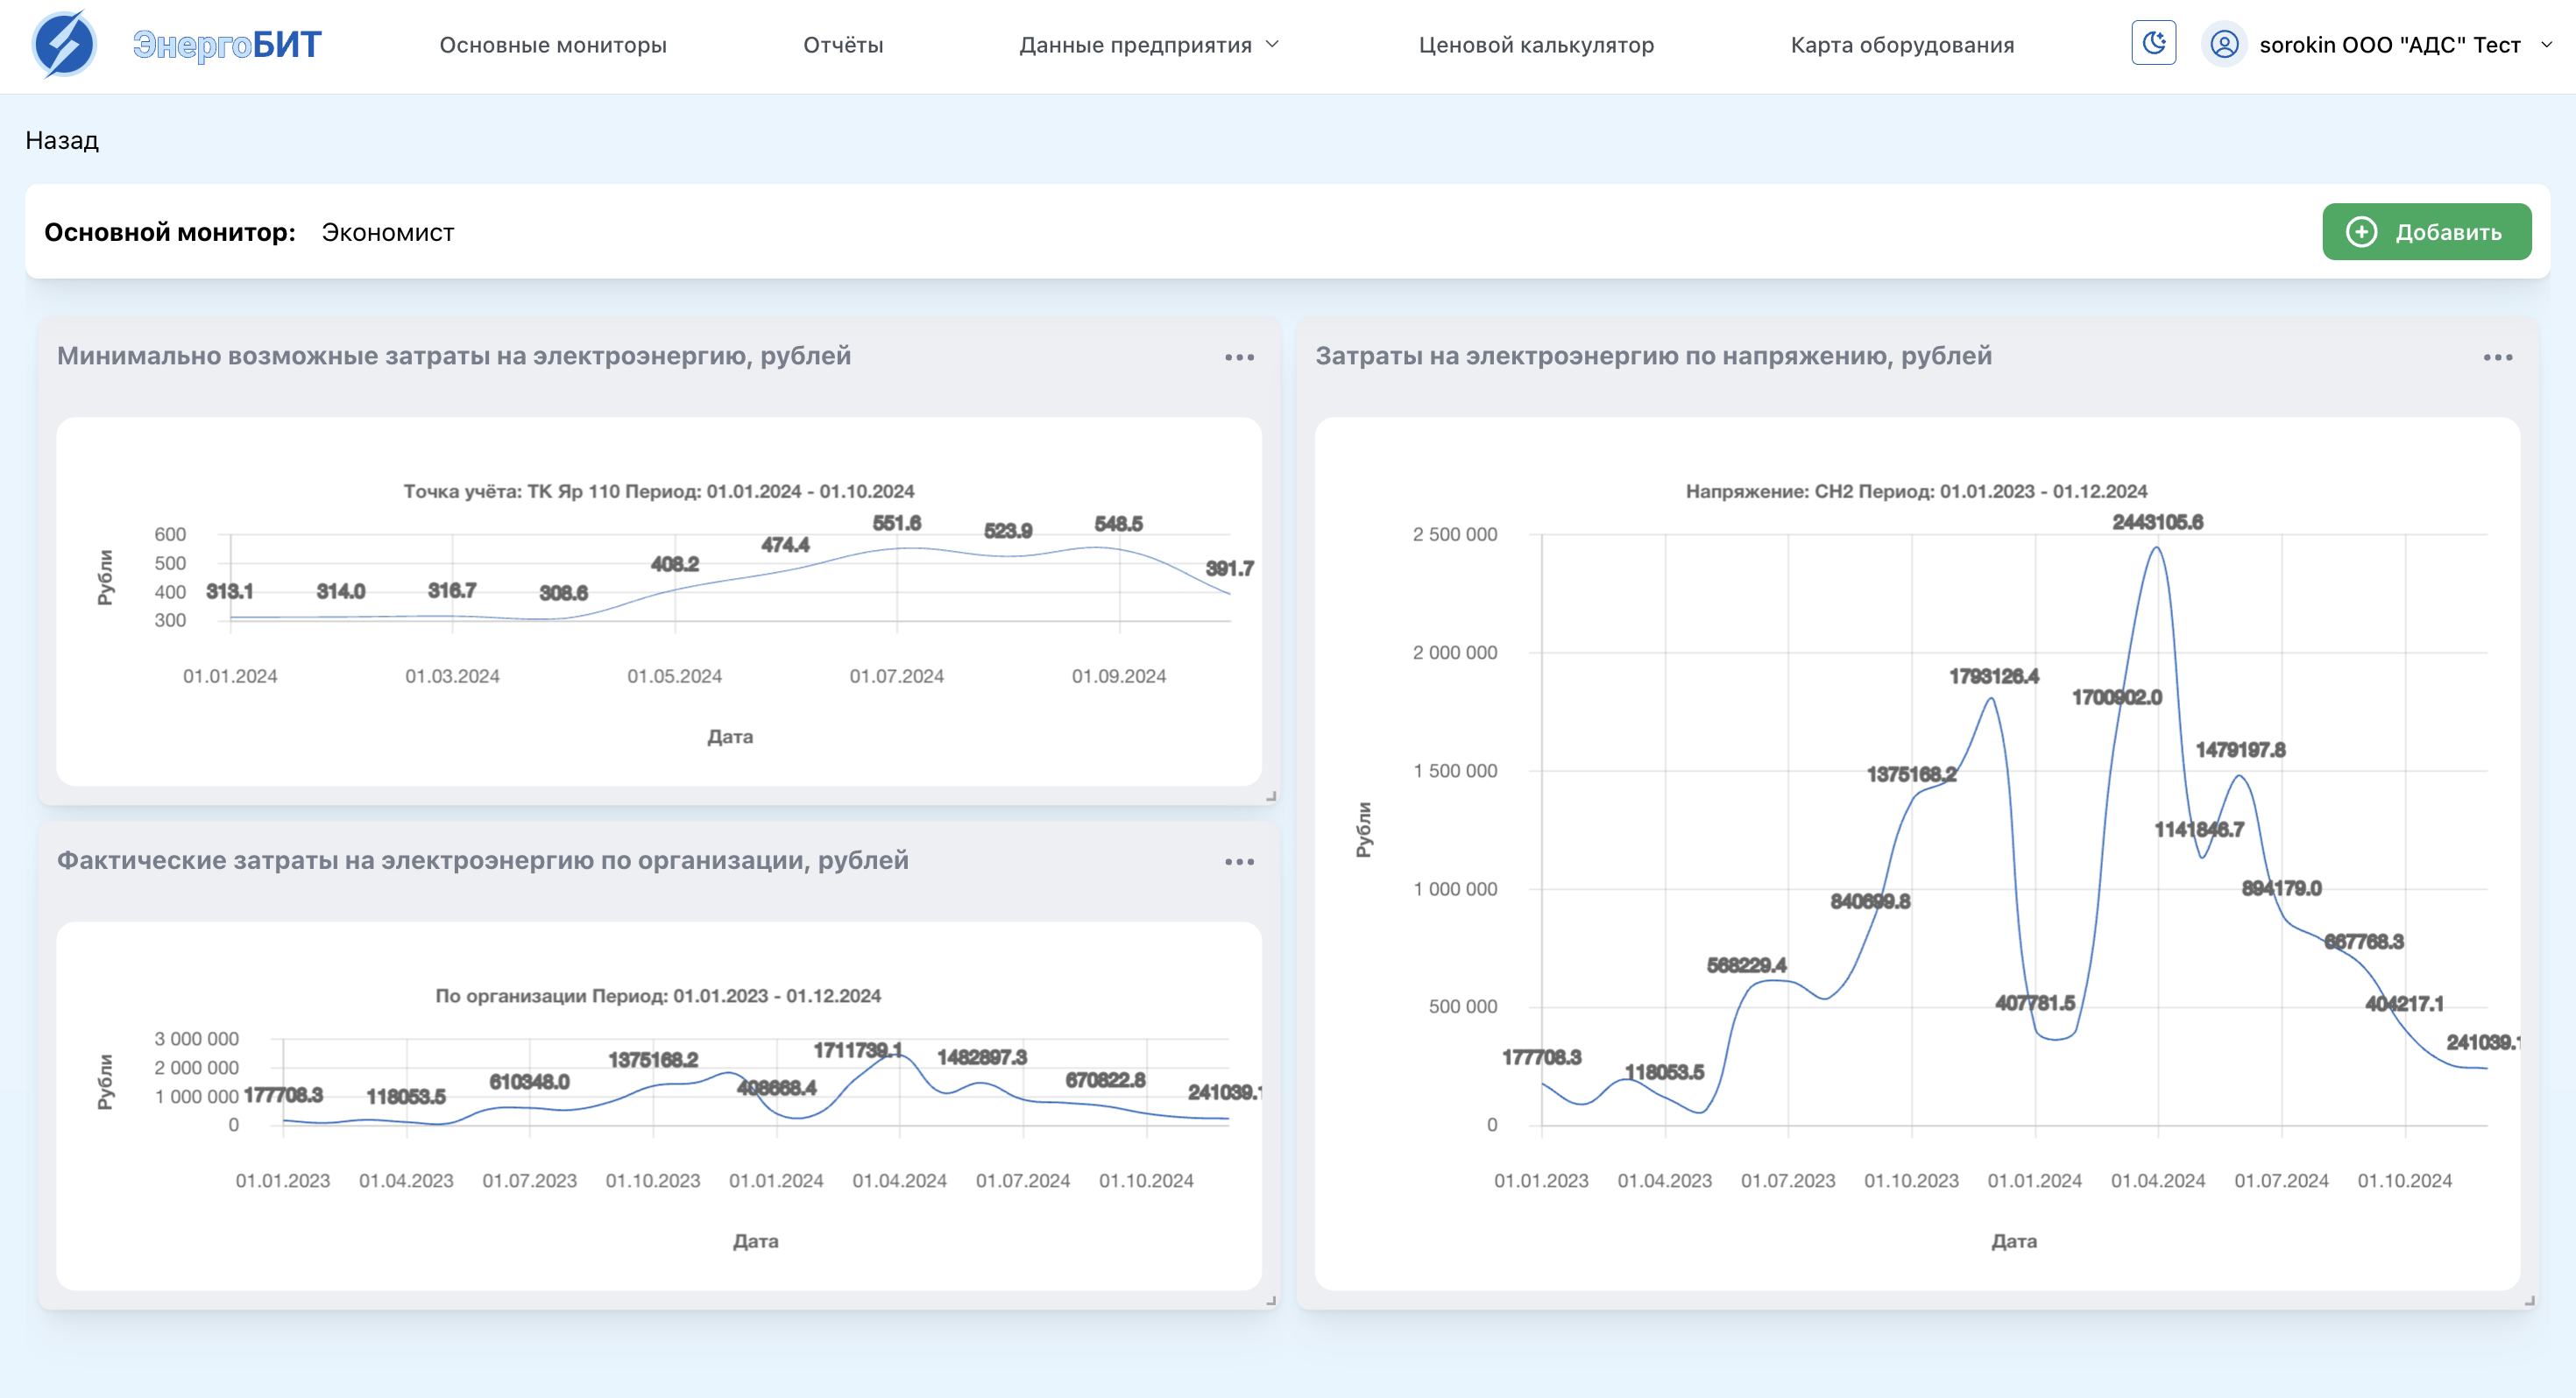 ЭнергоБИТ
Основные мониторы
Отчёты
Данные предприятия
Ценовой калькулятор
Карта оборудования
sorokin ООО "АДС" Тест
Назад
Основной монитор: Экономист
Добавить
Минимально возможные затраты на электроэнергию, рублей
Точка учёта: ТК Яр 110 Период: 01.01.2024 - 01.10.2024
Рубли
600
500
400
300
313.1
314.0
316.7
308.6
408.2
474.4
551.6
523.9
548.5
391.7
01.01.2024
01.03.2024
01.05.2024
01.07.2024
01.09.2024
Дата
Фактические затраты на электроэнергию по организации, рублей
По организации Период: 01.01.2023 - 01.12.2024
Рубли
3 000 000
2 000 000
1 000 000
0
177708.3
118053.5
610348.0
1375168.2
408668.4
1711739.1
1482897.3
670822.8
241039.1
01.01.2023
01.04.2023
01.07.2023
01.10.2023
01.01.2024
01.04.2024
01.07.2024
01.10.2024
Дата
Затраты на электроэнергию по напряжению, рублей
Напряжение: СН2 Период: 01.01.2023 - 01.12.2024
Рубли
2 500 000
2 000 000
1 500 000
1 000 000
500 000
0
177708.3
118053.5
568229.4
840699.8
1375168.2
1793126.4
407781.5
1700902.0
2443105.6
1141846.7
1479197.8
894179.0
667768.3
404217.1
241039.1
01.01.2023
01.04.2023
01.07.2023
01.10.2023
01.01.2024
01.04.2024
01.07.2024
01.10.2024
Дата